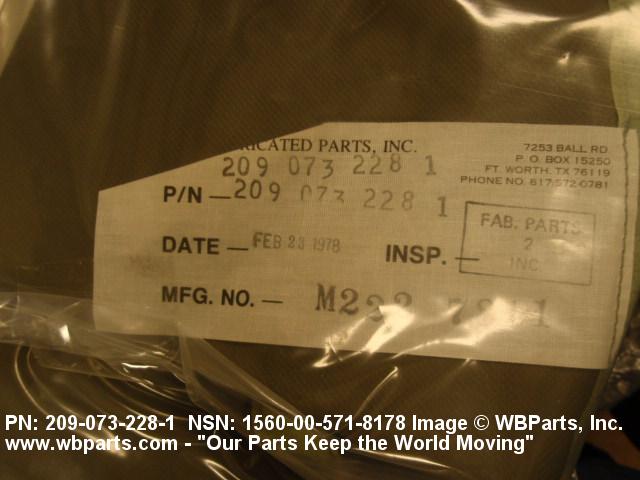 RICATED PARTS, INC.
7253 BALL RD.
P. O. BOX 15250
FT. WORTH, TX 76119
PHONE NO. 817-572-0781
209 073 228 1
P/N — 209 073 228 1
DATE — FEB 23 1978
INSP. —
FAB. PARTS
2
INC
MFG. NO. —
PN: 209-073-228-1 NSN: 1560-00-571-8178 Image © WBParts, Inc.
www.wbparts.com - "Our Parts Keep the World Moving"